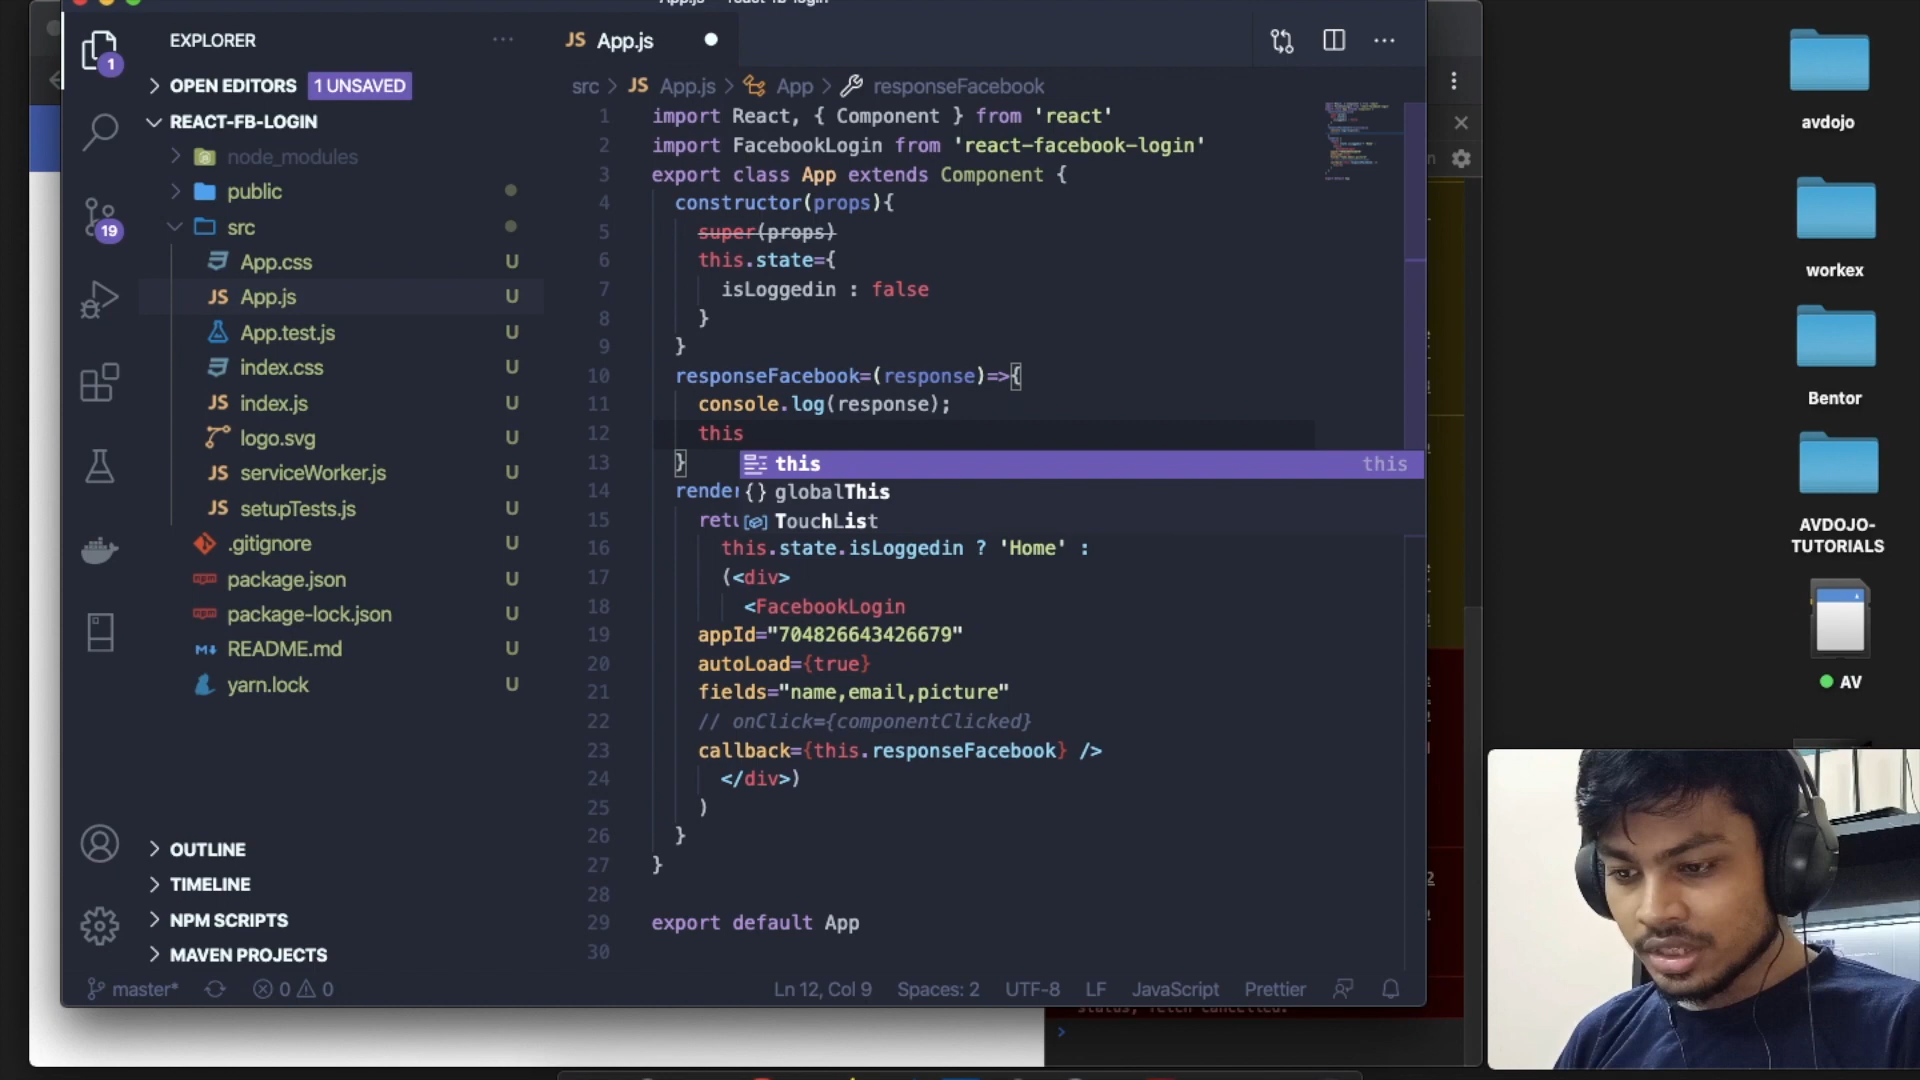 EXPLORER
OPEN EDITORS 1 UNSAVED
REACT-FB-LOGIN
node_modules
public
src
App.css U
App.js U
App.test.js U
index.css U
index.js U
logo.svg U
serviceWorker.js U
setupTests.js U
.gitignore U
package.json U
package-lock.json U
README.md U
yarn.lock U
OUTLINE
TIMELINE
NPM SCRIPTS
MAVEN PROJECTS
1
19
JS App.js
src > JS App.js > App > responseFacebook
1 import React, { Component } from 'react'
2 import FacebookLogin from 'react-facebook-login'
3 export class App extends Component {
4 constructor(props){
5 super(props)
6 this.state={
7 isLoggedin : false
8 }
9 }
10 responseFacebook=(response)=>{
11 console.log(response);
12 this
13 }
this this
14 render
{} globalThis
15 retu
TouchList
16 this.state.isLoggedin ? 'Home' :
17 (<div>
18 <FacebookLogin
19 appId="704826643426679"
20 autoLoad={true}
21 fields="name,email,picture"
22 // onClick={componentClicked}
23 callback={this.responseFacebook} />
24 </div>)
25 )
26 }
27 }
28
29 export default App
30
master* 0 0 Ln 12, Col 9 Spaces: 2 UTF-8 LF JavaScript Prettier
status, fetch cancelled.
avdojo
workex
Bentor
AVDOJO-
TUTORIALS
AV